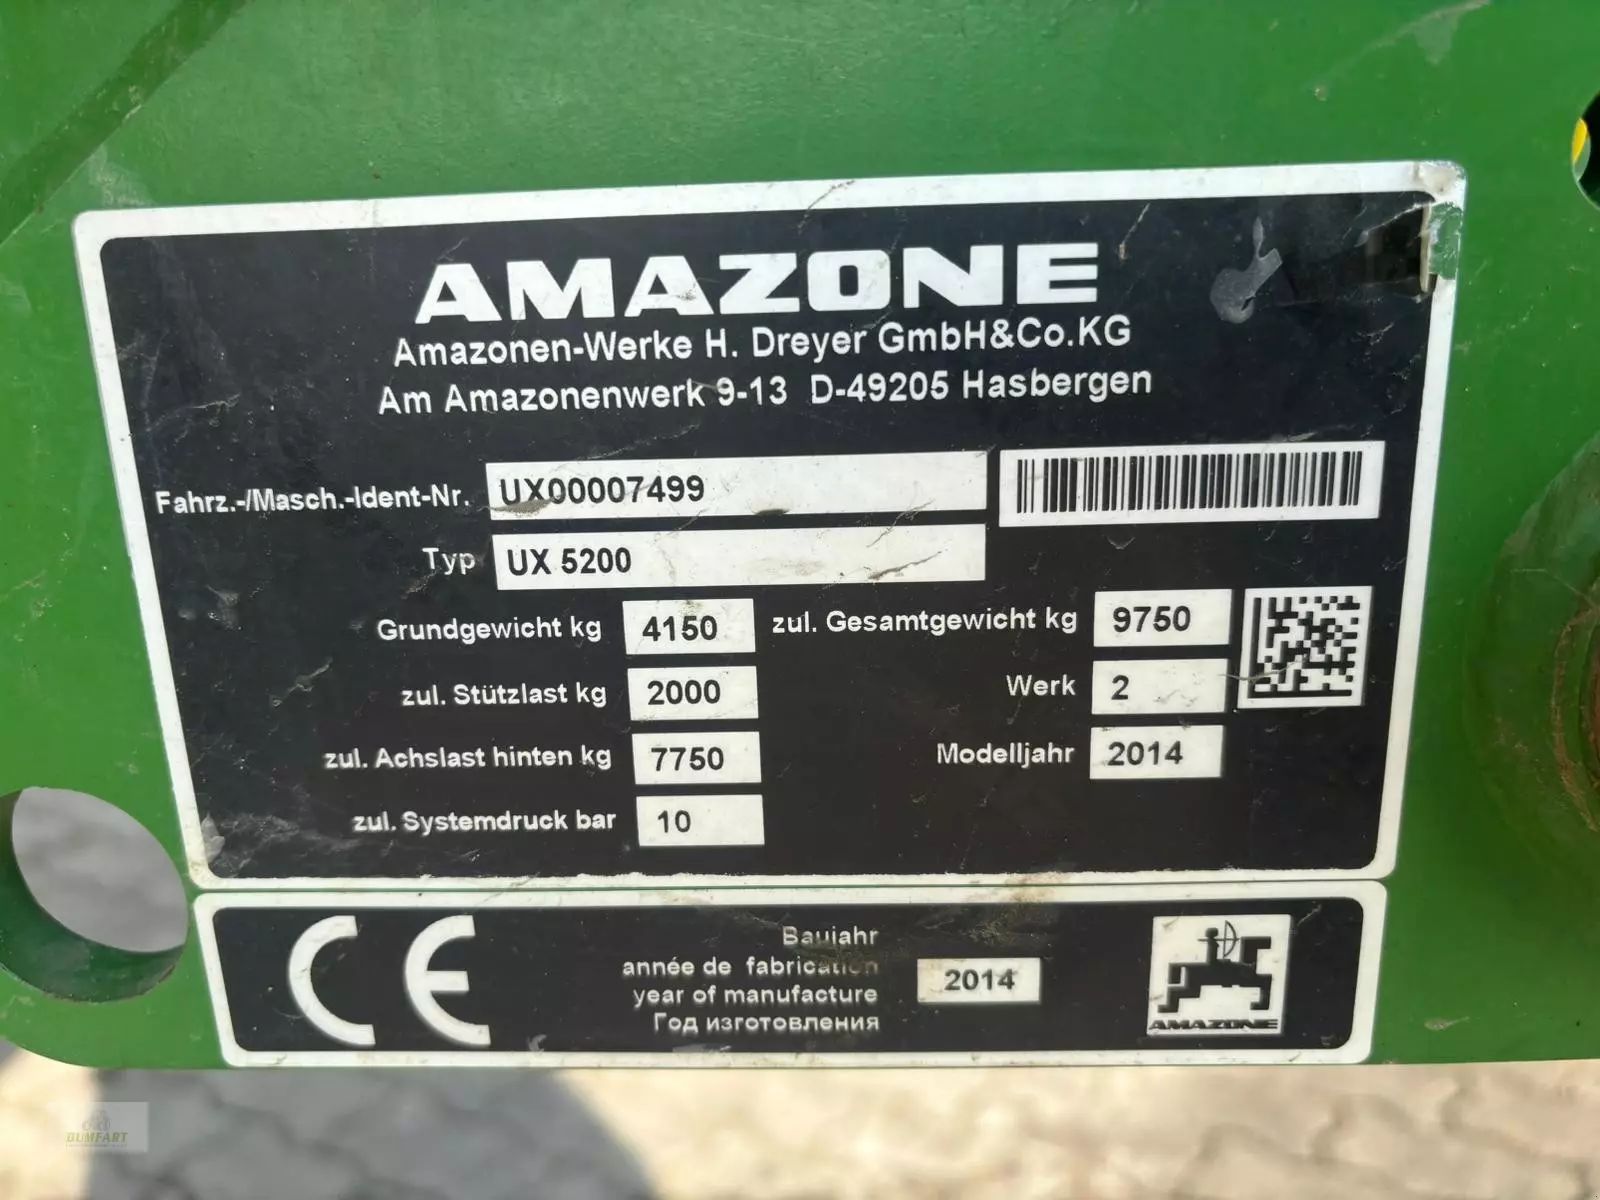 AMAZONE
Amazonen-Werke H. Dreyer GmbH&Co.KG
Am Amazonenwerk 9-13 D-49205 Hasbergen
Fahrz.-/Masch.-Ident-Nr. UX00007499
Typ UX 5200
Grundgewicht kg 4150 zul. Gesamtgewicht kg 9750
zul. Stützlast kg 2000 Werk 2
zul. Achslast hinten kg 7750 Modelljahr 2014
zul. Systemdruck bar 10
CE
Baujahr
année de fabrication
year of manufacture 2014
Год изготовления
AMAZONE
BUMFART